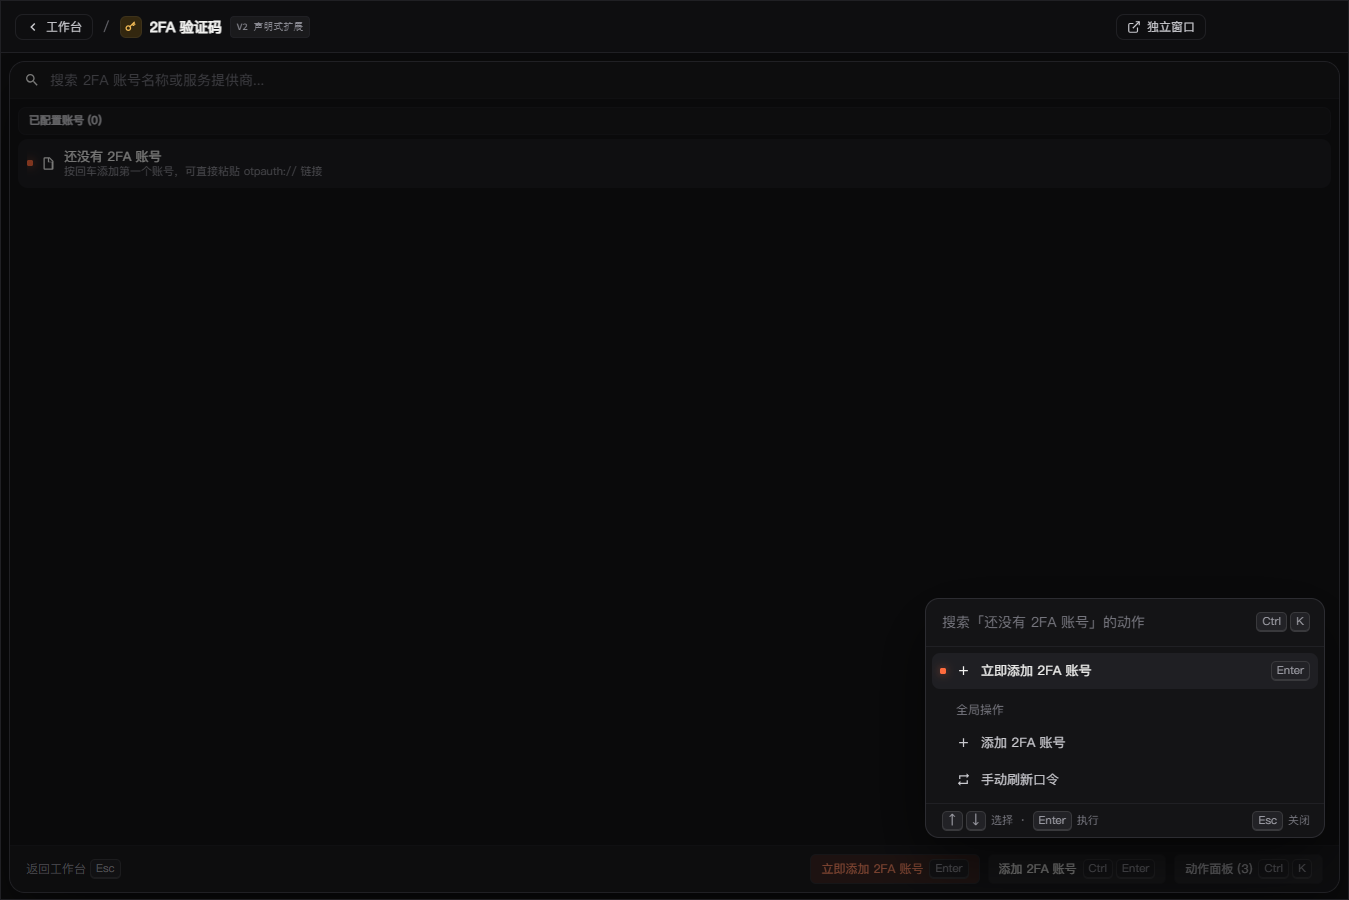 工作台 / 2FA 验证码 V2 声明式扩展 独立窗口
搜索 2FA 账号名称或服务提供商...
已配置账号 (0)
还没有 2FA 账号
按回车添加第一个账号，可直接粘贴 otpauth:// 链接
搜索「还没有 2FA 账号」的动作 Ctrl K
立即添加 2FA 账号 Enter
全局操作
添加 2FA 账号
手动刷新口令
↑ ↓ 选择 · Enter 执行 Esc 关闭
返回工作台 Esc 立即添加 2FA 账号 Enter 添加 2FA 账号 Ctrl Enter 动作面板 (3) Ctrl K